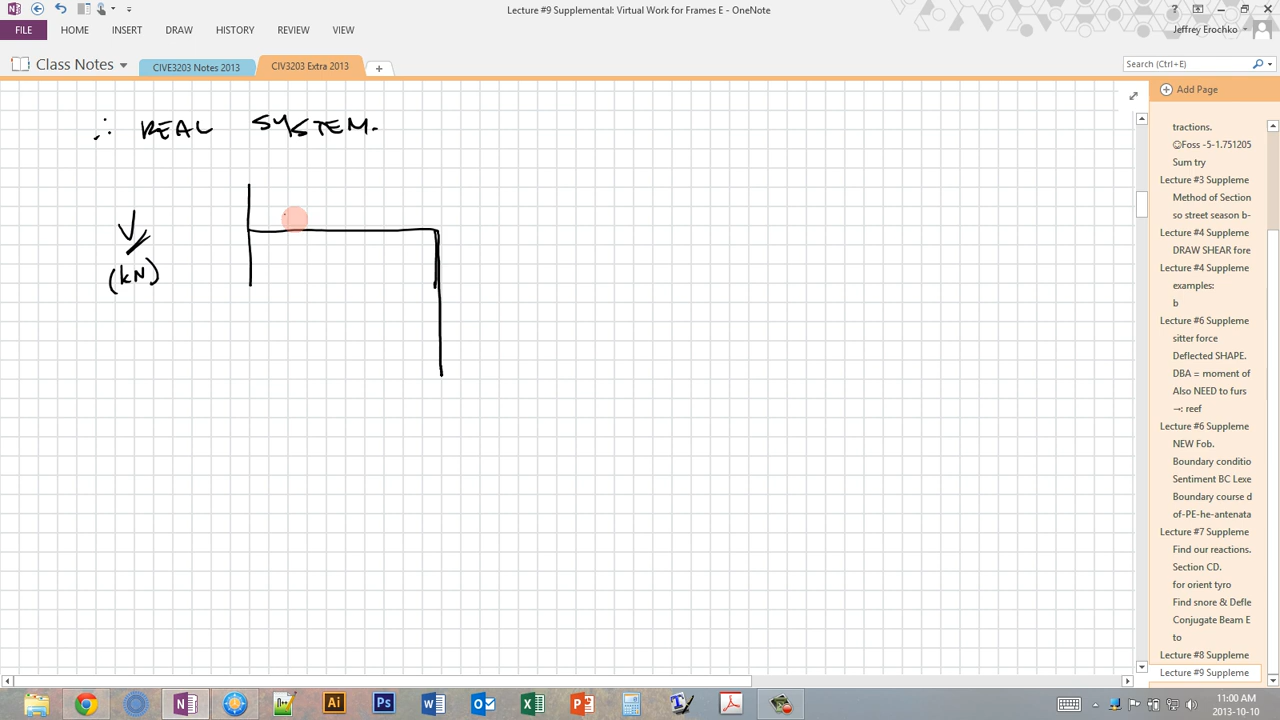 Lecture #9 Supplemental: Virtual Work for Frames E - OneNote
FILE HOME INSERT DRAW HISTORY REVIEW VIEW
Jeffrey Erochko
Class Notes
CIVE3203 Notes 2013
CIV3203 Extra 2013
Search (Ctrl+E)
Add Page
∴ REAL SYSTEM.
V
(kN)
tractions.
☺Foss -5-1.751205
Sum try
Lecture #3 Suppleme
Method of Section
so street season b-
Lecture #4 Suppleme
DRAW SHEAR fore
Lecture #4 Suppleme
examples:
b
Lecture #6 Suppleme
sitter force
Deflected SHAPE.
DBA = moment of
Also NEED to furs
→: reef
Lecture #6 Suppleme
NEW Fob.
Boundary conditio
Sentiment BC Lexe
Boundary course d
of-PE-he-antenata
Lecture #7 Suppleme
Find our reactions.
Section CD.
for orient tyro
Find snore & Defle
Conjugate Beam E
to
Lecture #8 Suppleme
Lecture #9 Suppleme
Ai Ps
11:00 AM
2013-10-10